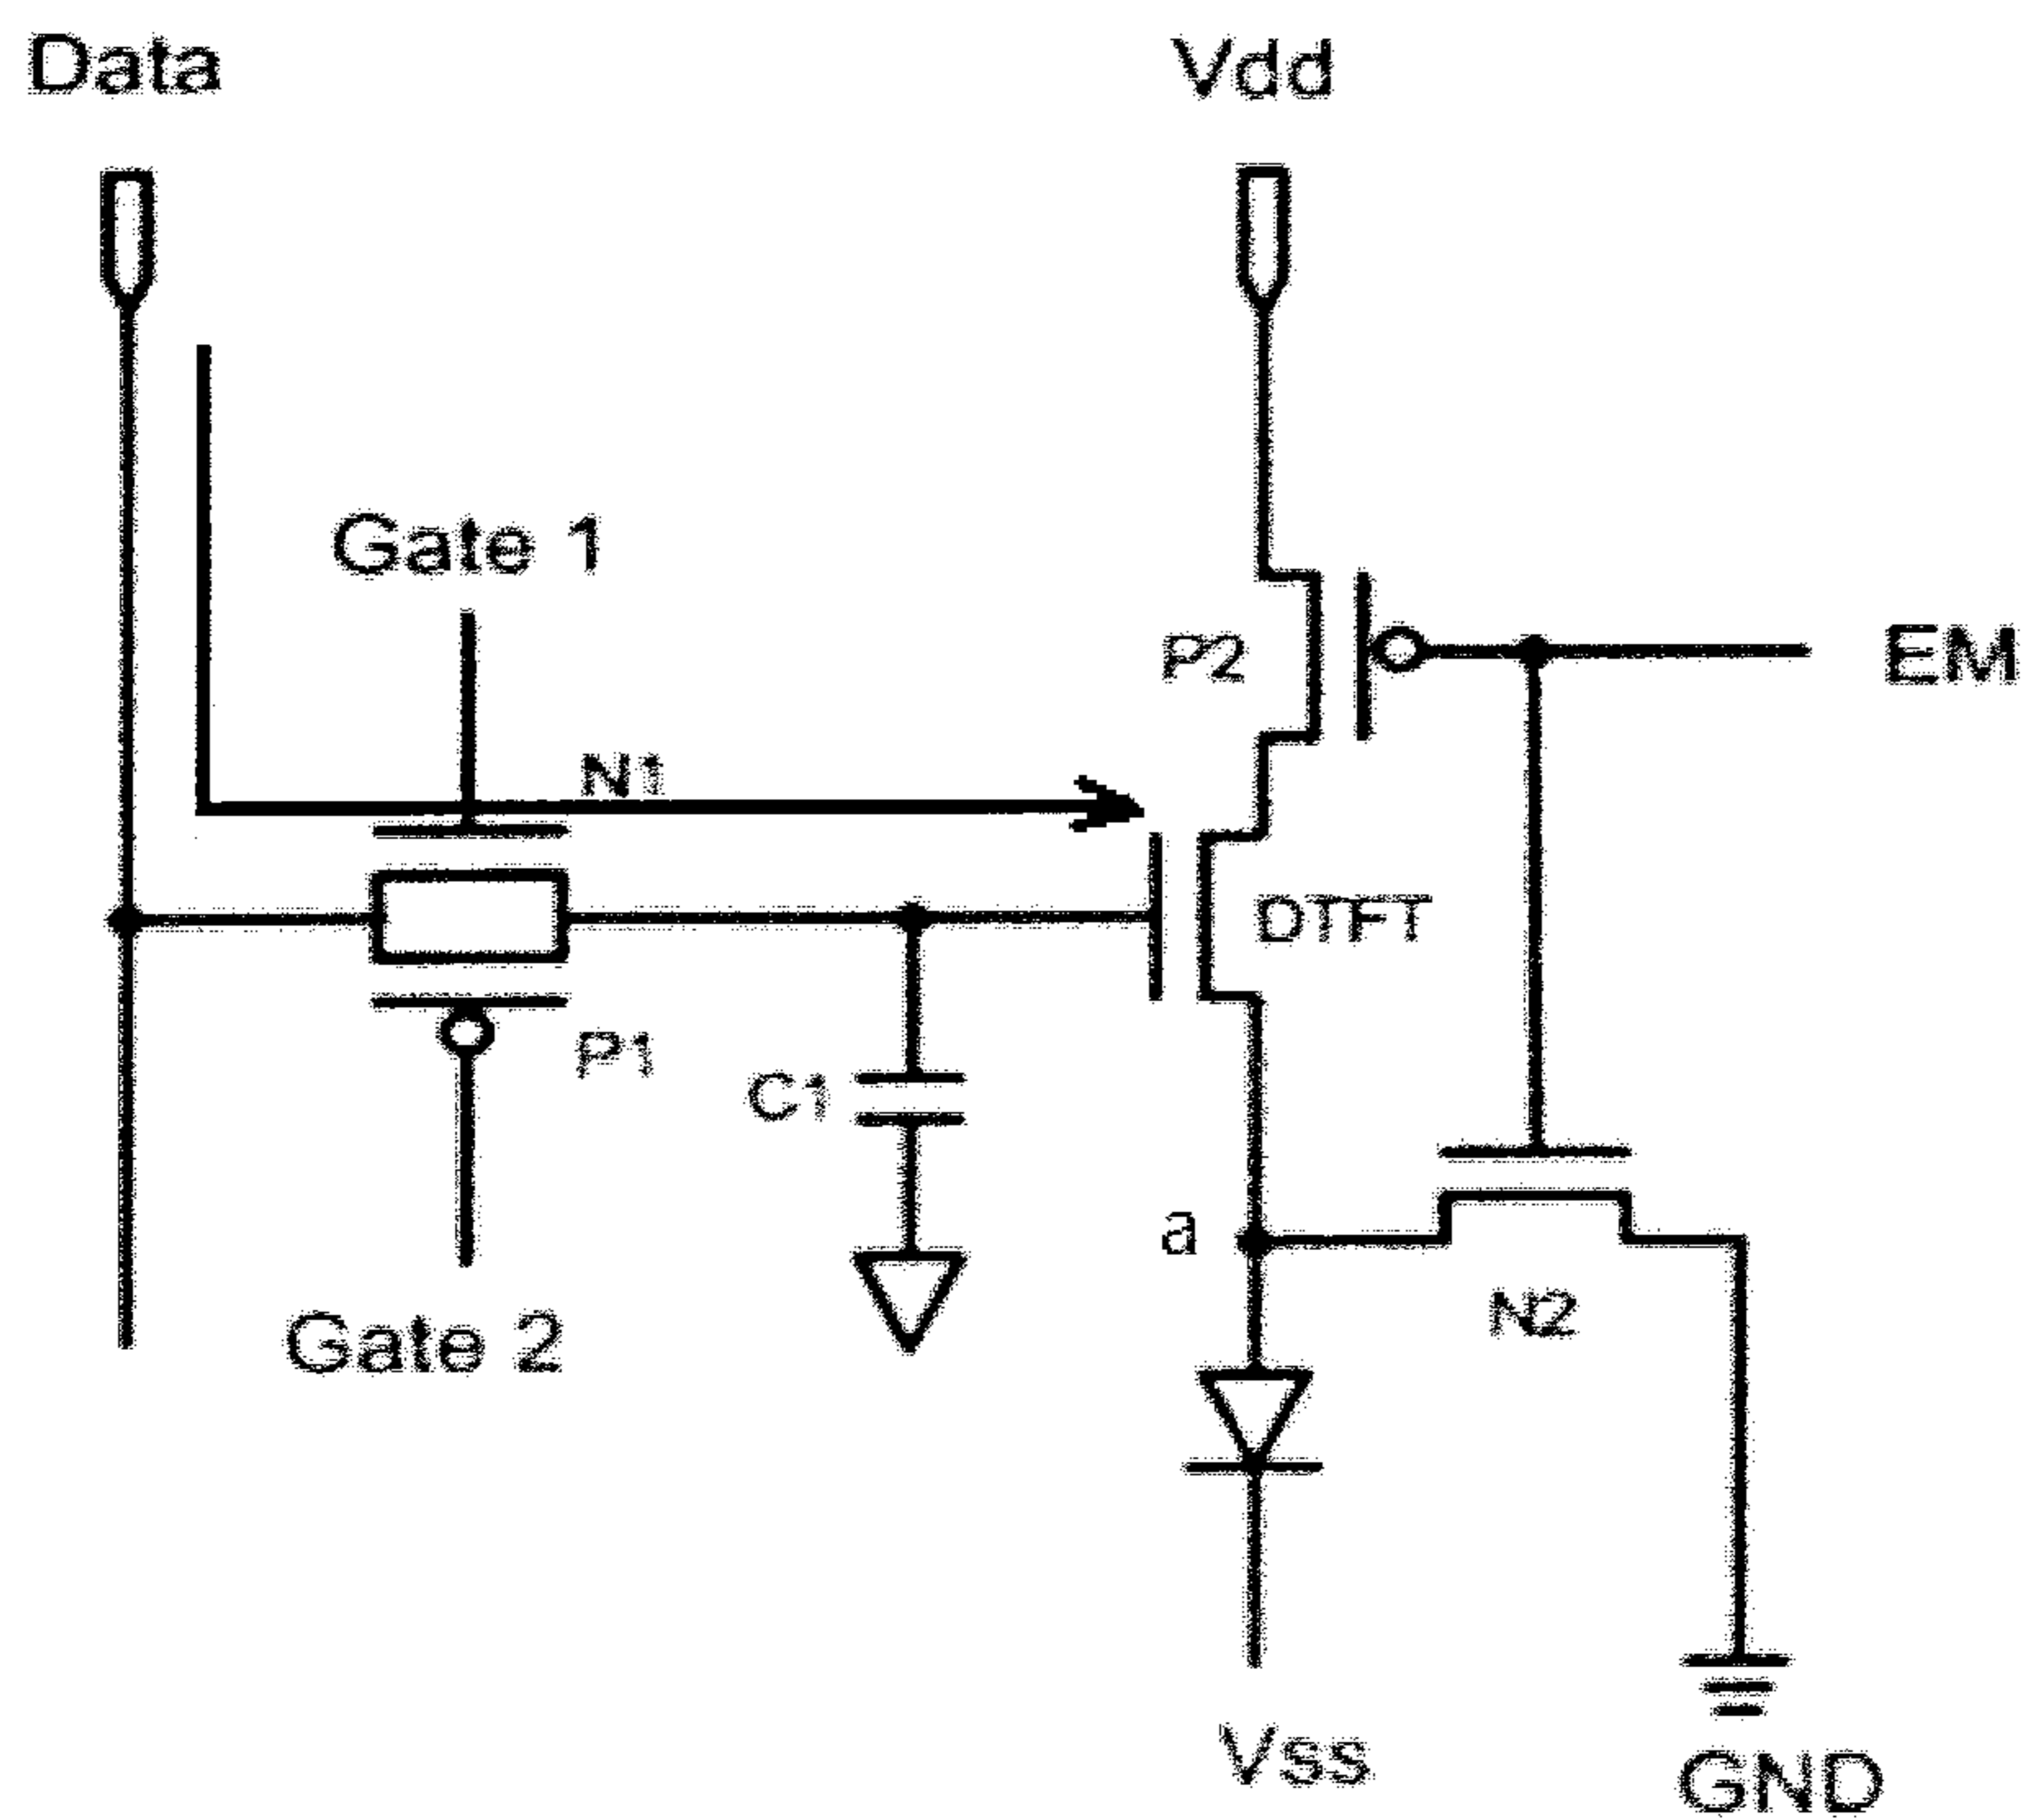 Data
Vdd
Gate 1
P2
EM
N1
DTFT
P1
C1
a
N2
Gate 2
Vss
GND